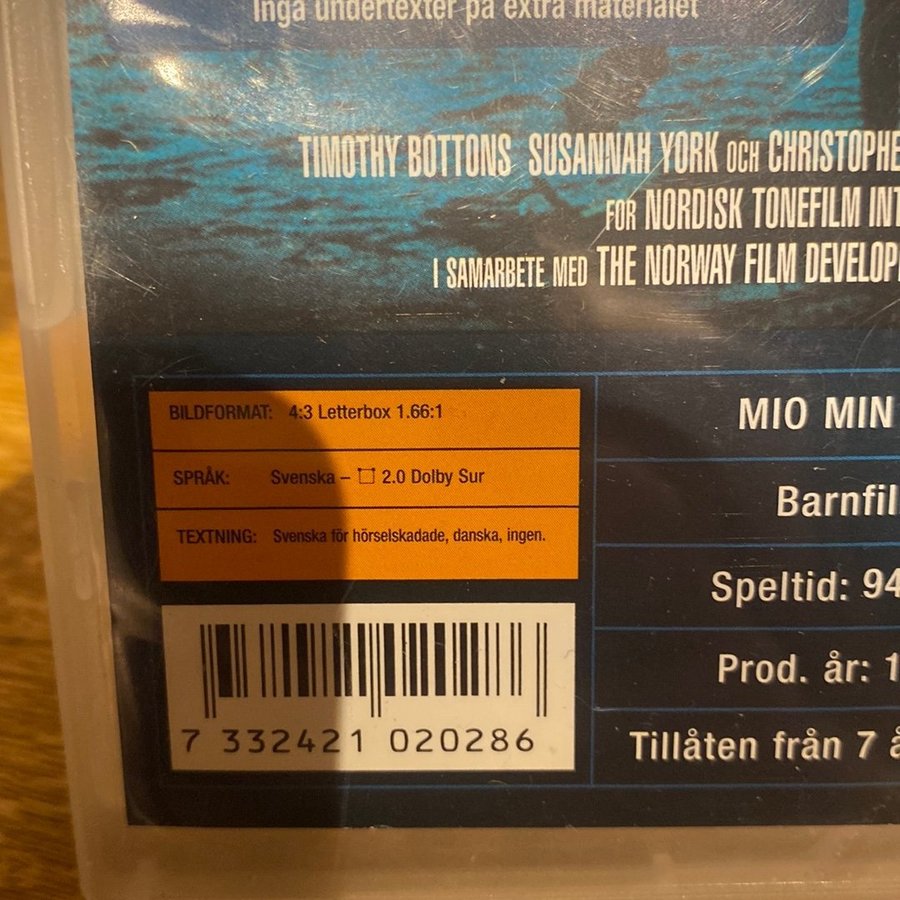 Inga undertexter på extra materialet
TIMOTHY BOTTONS SUSANNAH YORK OCH CHRISTOPHE
FÖR NORDISK TONEFILM INT
I SAMARBETE MED THE NORWAY FILM DEVELOP
BILDFORMAT: 4:3 Letterbox 1.66:1
SPRÅK: Svenska – 2.0 Dolby Sur
TEXTNING: Svenska för hörselskadade, danska, ingen.
7 332421 020286
MIO MIN
Barnfil
Speltid: 94
Prod. år: 1
Tillåten från 7 å